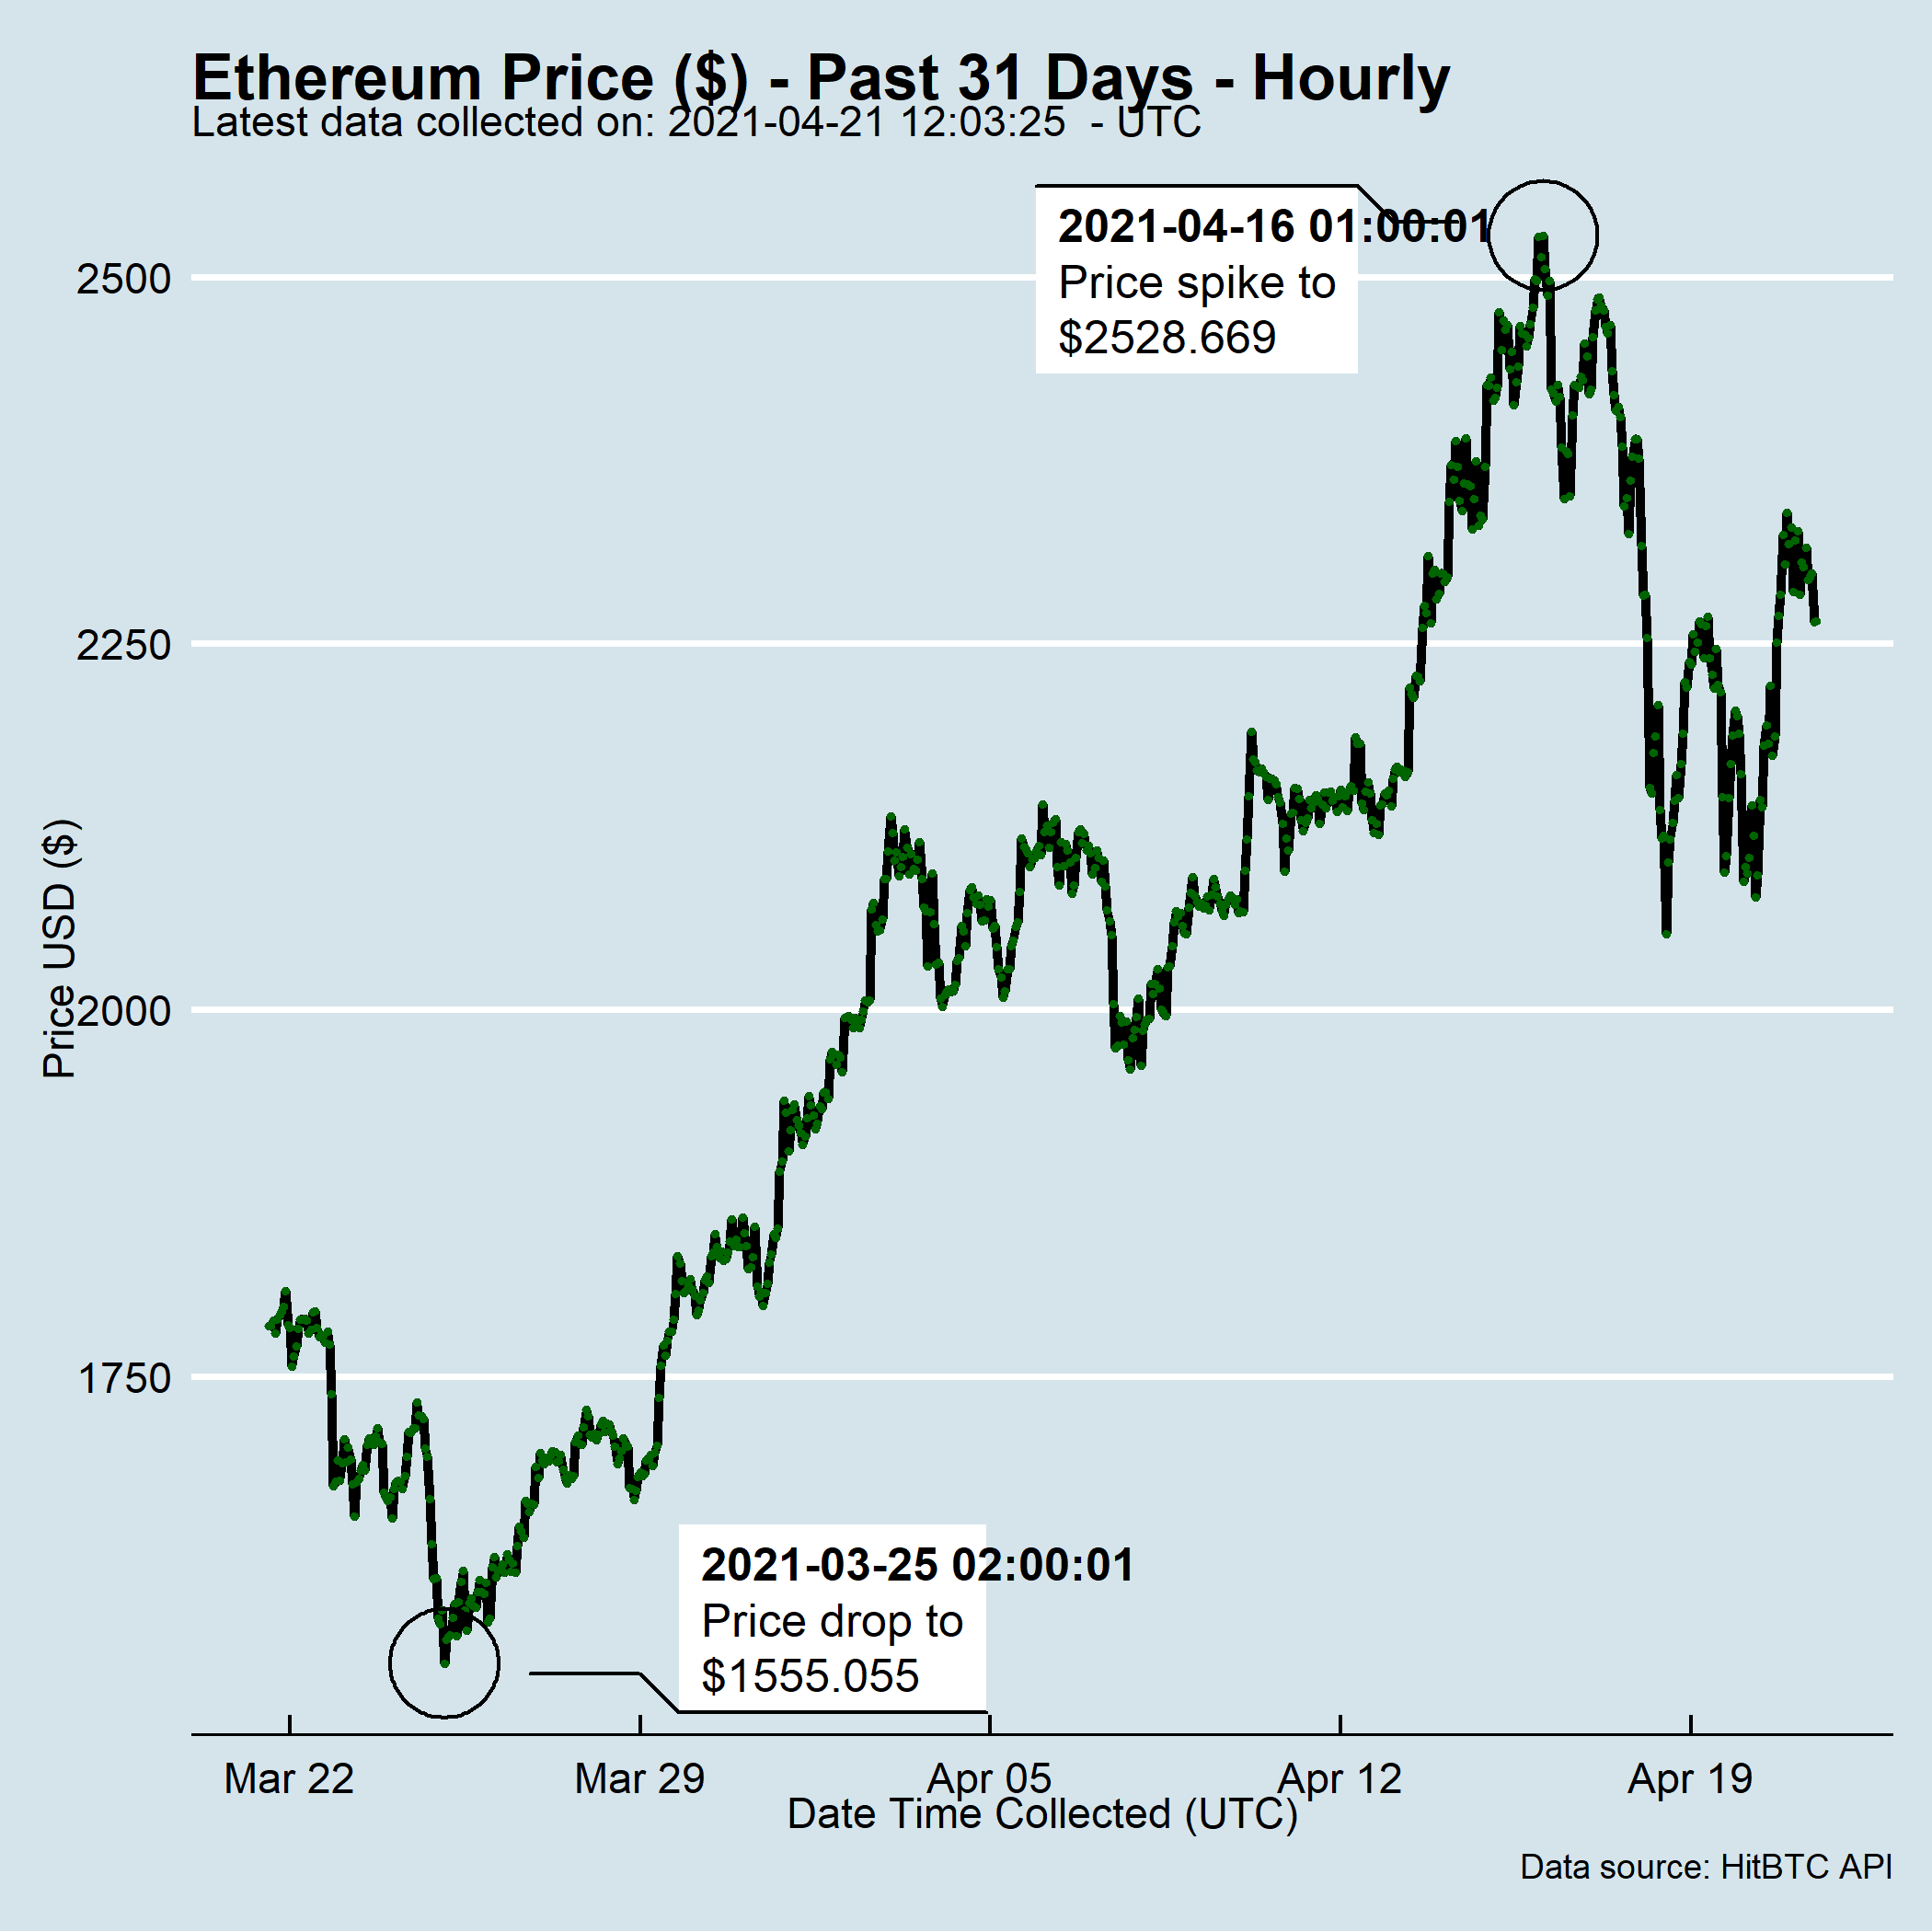 Ethereum Price ($) - Past 31 Days - Hourly
Latest data collected on: 2021-04-21 12:03:25  - UTC
2021-04-16 01:00:01
Price spike to
$2528.669
2500
2250
2000
1750
Price USD ($)
2021-03-25 02:00:01
Price drop to
$1555.055
Mar 22
Mar 29
Apr 05
Apr 12
Apr 19
Date Time Collected (UTC)
Data source: HitBTC API